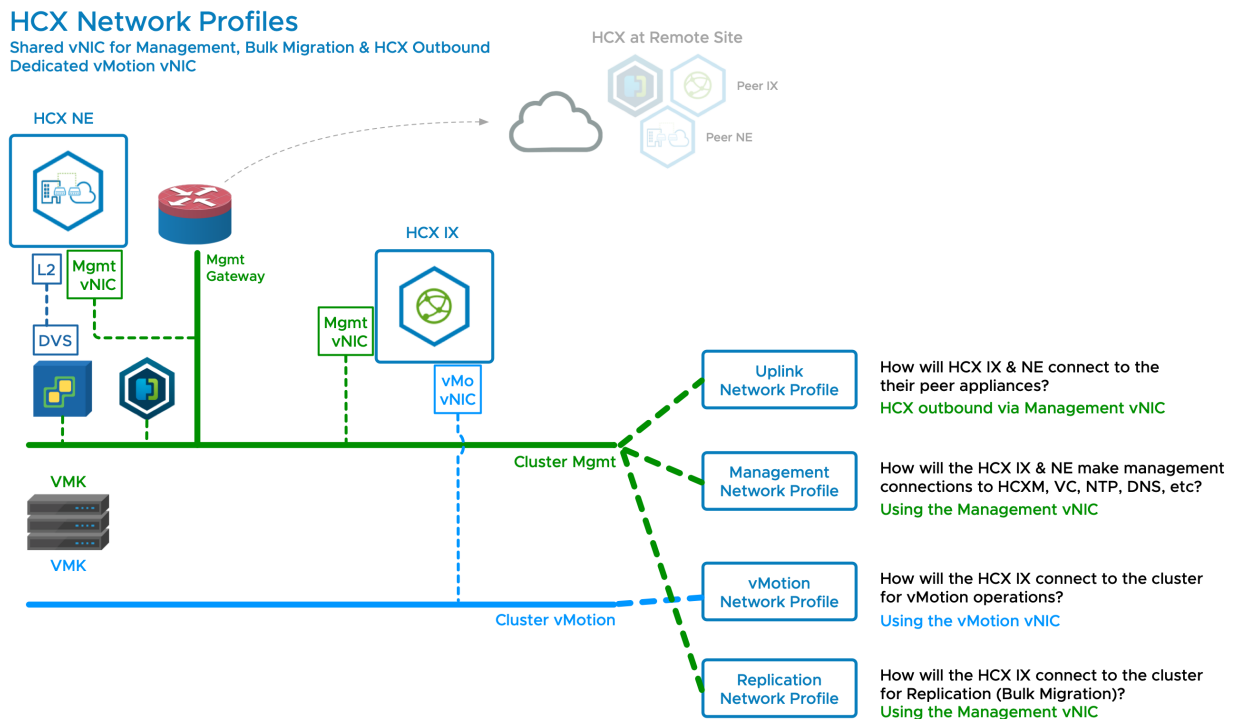 HCX Network Profiles
Shared vNIC for Management, Bulk Migration & HCX Outbound
Dedicated vMotion vNIC
HCX at Remote Site
Peer IX
Peer NE
HCX NE
HCX IX
L2
Mgmt
vNIC
Mgmt
Gateway
DVS
Mgmt
vNIC
vMo
vNIC
Cluster Mgmt
VMK
VMK
Cluster vMotion
Uplink
Network Profile
How will HCX IX & NE connect to the
their peer appliances?
HCX outbound via Management vNIC
Management
Network Profile
How will the HCX IX & NE make management
connections to HCXM, VC, NTP, DNS, etc?
Using the Management vNIC
vMotion
Network Profile
How will the HCX IX connect to the cluster
for vMotion operations?
Using the vMotion vNIC
Replication
Network Profile
How will the HCX IX connect to the cluster
for Replication (Bulk Migration)?
Using the Management vNIC